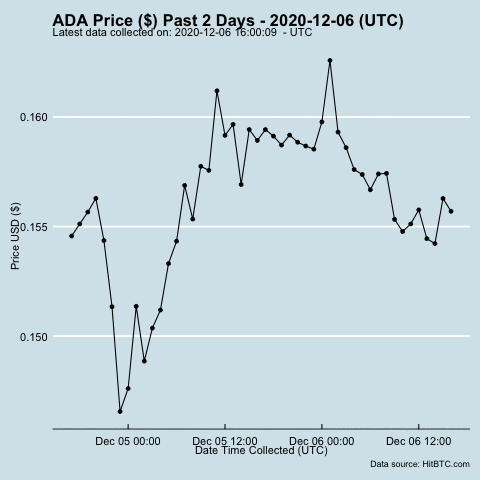 ADA Price ($) Past 2 Days - 2020-12-06 (UTC)
Latest data collected on: 2020-12-06 16:00:09  - UTC
0.160
0.155
0.150
Price USD ($)
Dec 05 00:00
Dec 05 12:00
Dec 06 00:00
Dec 06 12:00
Date Time Collected (UTC)
Data source: HitBTC.com